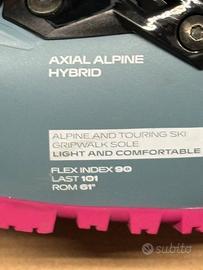 AXIAL ALPINE
HYBRID
ALPINE AND TOURING SKI
GRIPWALK SOLE
LIGHT AND COMFORTABLE
FLEX INDEX 90
LAST 101
ROM 61°
subito